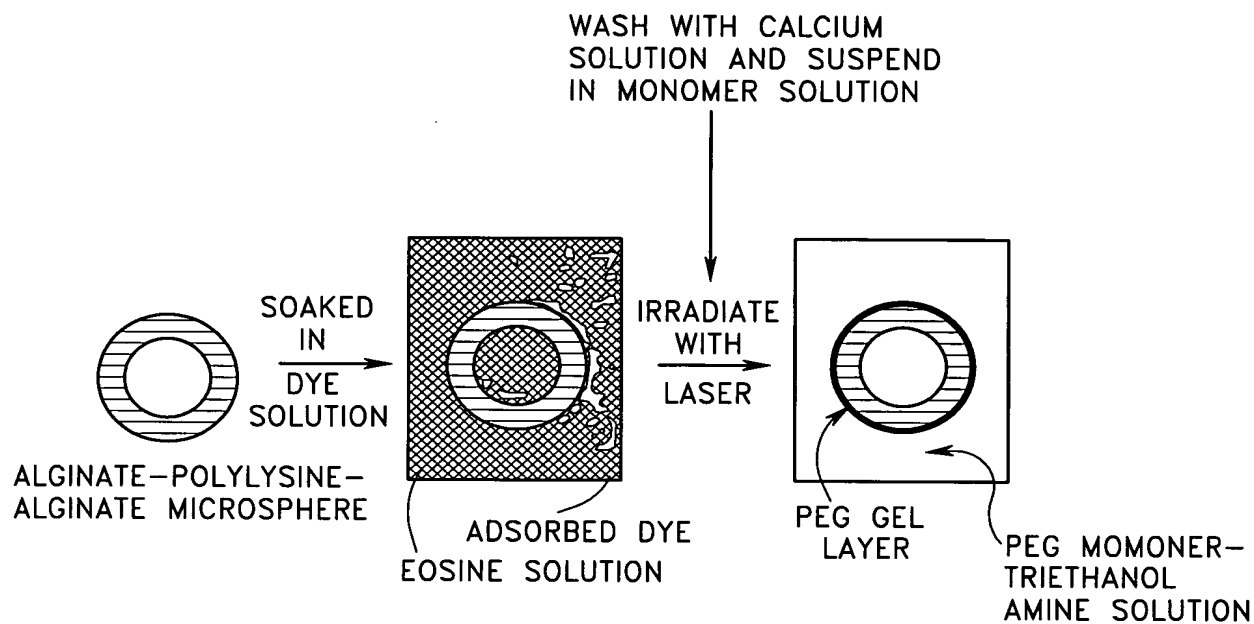 WASH WITH CALCIUM
SOLUTION AND SUSPEND
IN MONOMER SOLUTION
SOAKED
IN
DYE
SOLUTION
IRRADIATE
WITH
LASER
ALGINATE-POLYLYSINE-
ALGINATE MICROSPHERE
ADSORBED DYE
EOSINE SOLUTION
PEG GEL
LAYER
PEG MOMONER-
TRIETHANOL
AMINE SOLUTION